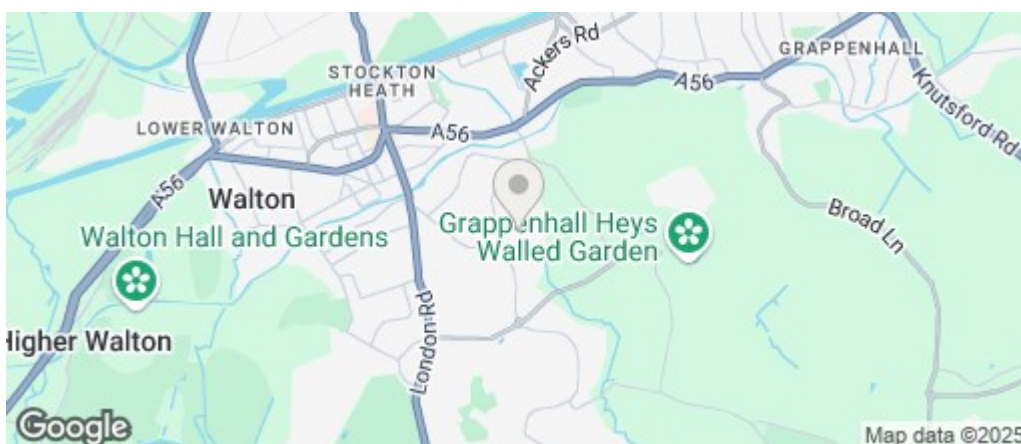 Ackers Rd
GRAPPENHALL
STOCKTON
HEATH
A56
Knutsford Rd
LOWER WALTON
A56
A56
Walton
Broad Ln
Walton Hall and Gardens
Grappenhall Heys
Walled Garden
London Rd
Higher Walton
Google
Map data ©2025